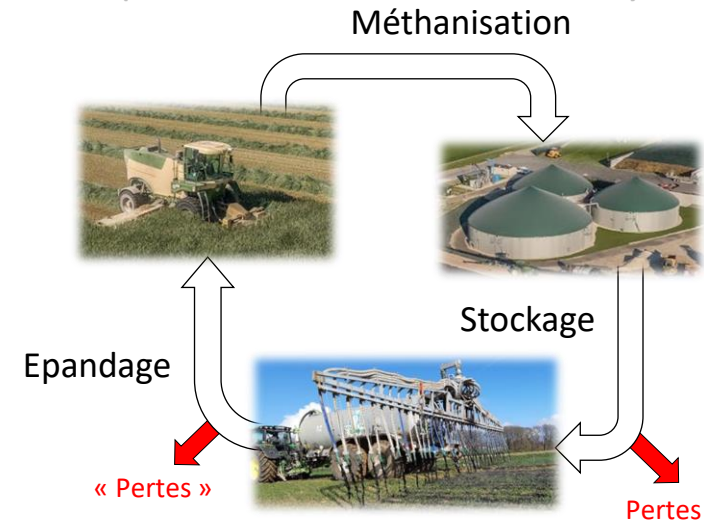 Méthanisation
Stockage
Epandage
« Pertes »
Pertes